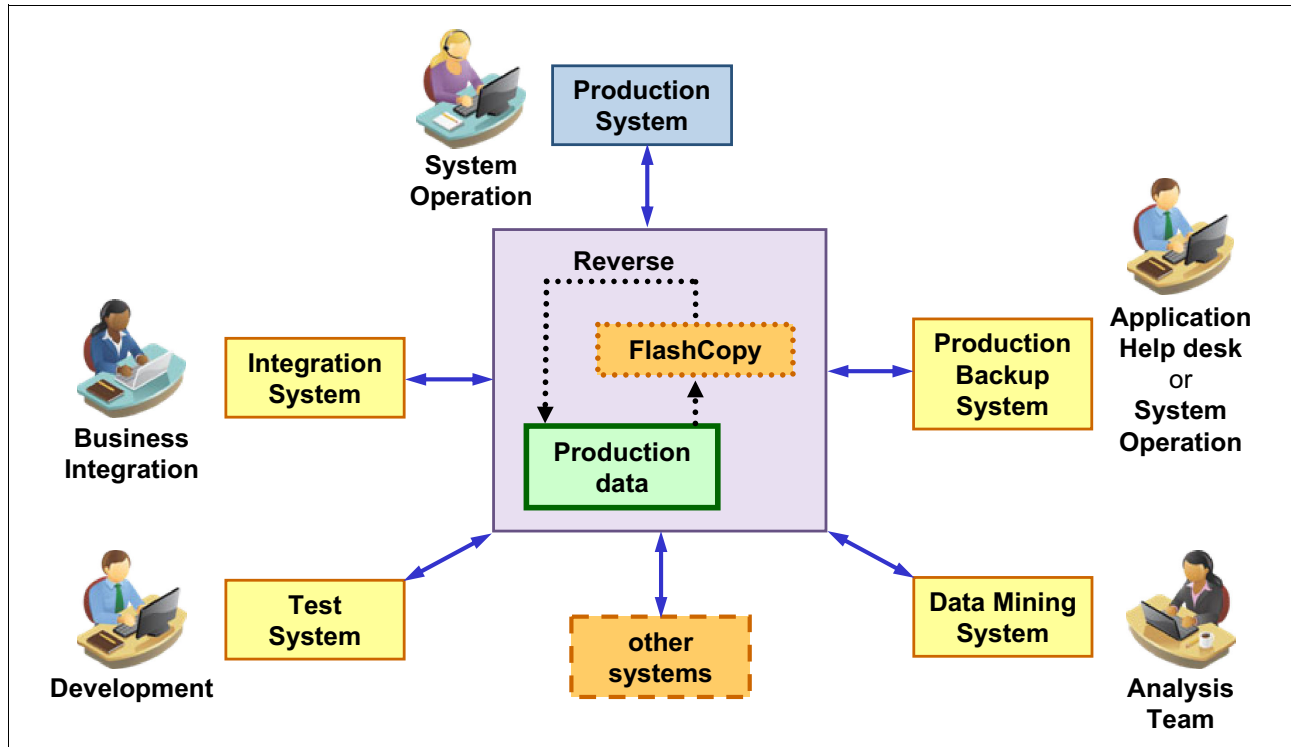 Production
System
System
Operation
Reverse
FlashCopy
Production
data
Integration
System
Business
Integration
Production
Backup
System
Application
Help desk
or
System
Operation
Test
System
Development
other
systems
Data Mining
System
Analysis
Team